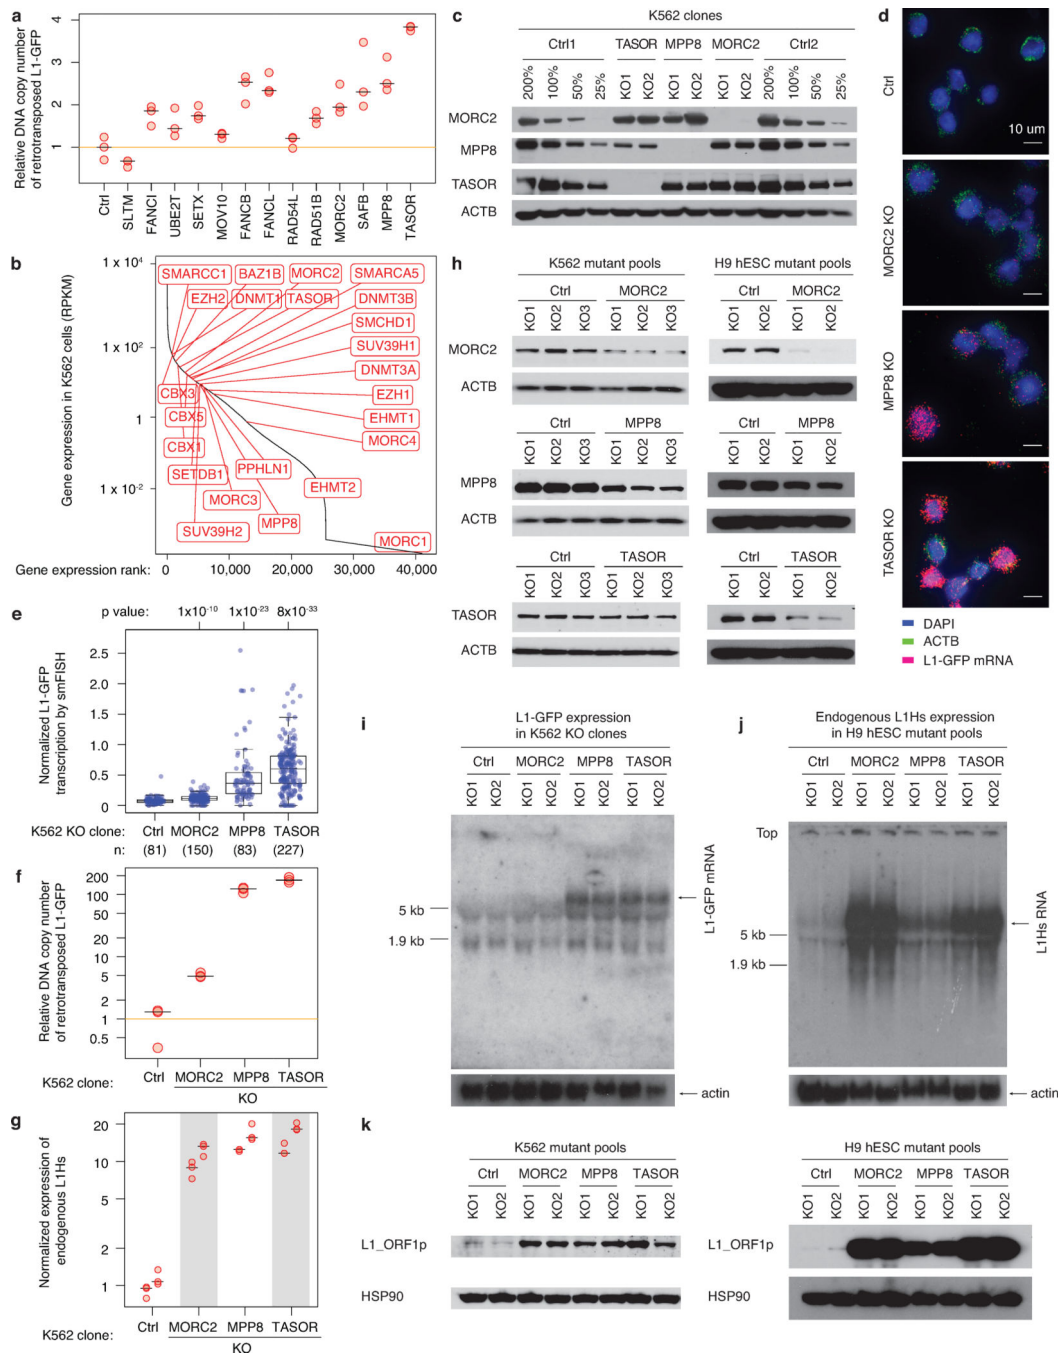 a
Relative DNA copy number
of retrotransposed L1-GFP
4
3
2
1
Ctrl
SLTM
FANCI
UBE2T
SETX
MOV10
FANCB
FANCL
RAD54L
RAD51B
MORC2
SAFB
MPP8
TASOR
b
Gene expression in K562 cells (RPKM)
1 x 10⁴
1 x 10²
1
1 x 10⁻²
SMARCC1
BAZ1B
MORC2
SMARCA5
EZH2
DNMT1
TASOR
DNMT3B
SMCHD1
SUV39H1
DNMT3A
CBX3
EZH1
CBX5
EHMT1
CBX1
MORC4
SETDB1
PPHLN1
EHMT2
MORC3
MPP8
SUV39H2
MORC1
Gene expression rank: 0 10,000 20,000 30,000 40,000
c
K562 clones
Ctrl1 TASOR MPP8 MORC2 Ctrl2
200% 100% 50% 25% KO1 KO2 KO1 KO2 KO1 KO2 200% 100% 50% 25%
MORC2
MPP8
TASOR
ACTB
d
Ctrl
10 um
MORC2 KO
MPP8 KO
TASOR KO
DAPI
ACTB
L1-GFP mRNA
e
p value: 1x10⁻¹⁰ 1x10⁻²³ 8x10⁻³³
Normalized L1-GFP
transcription by smFISH
2.5
2.0
1.5
1.0
0.5
0
K562 KO clone: Ctrl MORC2 MPP8 TASOR
n: (81) (150) (83) (227)
f
Relative DNA copy number
of retrotransposed L1-GFP
200
100
50
20
10
5
2
1
0.5
K562 clone: Ctrl MORC2 MPP8 TASOR
KO
g
Normalized expression of
endogenous L1Hs
20
10
5
2
1
K562 clone: Ctrl MORC2 MPP8 TASOR
KO
h
K562 mutant pools
Ctrl MORC2
KO1 KO2 KO3 KO1 KO2 KO3
MORC2
ACTB
Ctrl MPP8
KO1 KO2 KO3 KO1 KO2 KO3
MPP8
ACTB
Ctrl TASOR
KO1 KO2 KO3 KO1 KO2 KO3
TASOR
ACTB
H9 hESC mutant pools
Ctrl MORC2
KO1 KO2 KO1 KO2
Ctrl MPP8
KO1 KO2 KO1 KO2
Ctrl TASOR
KO1 KO2 KO1 KO2
i
L1-GFP expression
in K562 KO clones
Ctrl MORC2 MPP8 TASOR
KO1 KO2 KO1 KO2 KO1 KO2 KO1 KO2
5 kb
1.9 kb
L1-GFP mRNA
actin
j
Endogenous L1Hs expression
in H9 hESC mutant pools
Ctrl MORC2 MPP8 TASOR
KO1 KO2 KO1 KO2 KO1 KO2 KO1 KO2
Top
5 kb
1.9 kb
L1Hs RNA
actin
k
K562 mutant pools
Ctrl MORC2 MPP8 TASOR
KO1 KO2 KO1 KO2 KO1 KO2 KO1 KO2
L1_ORF1p
HSP90
H9 hESC mutant pools
Ctrl MORC2 MPP8 TASOR
KO1 KO2 KO1 KO2 KO1 KO2 KO1 KO2
L1_ORF1p
HSP90